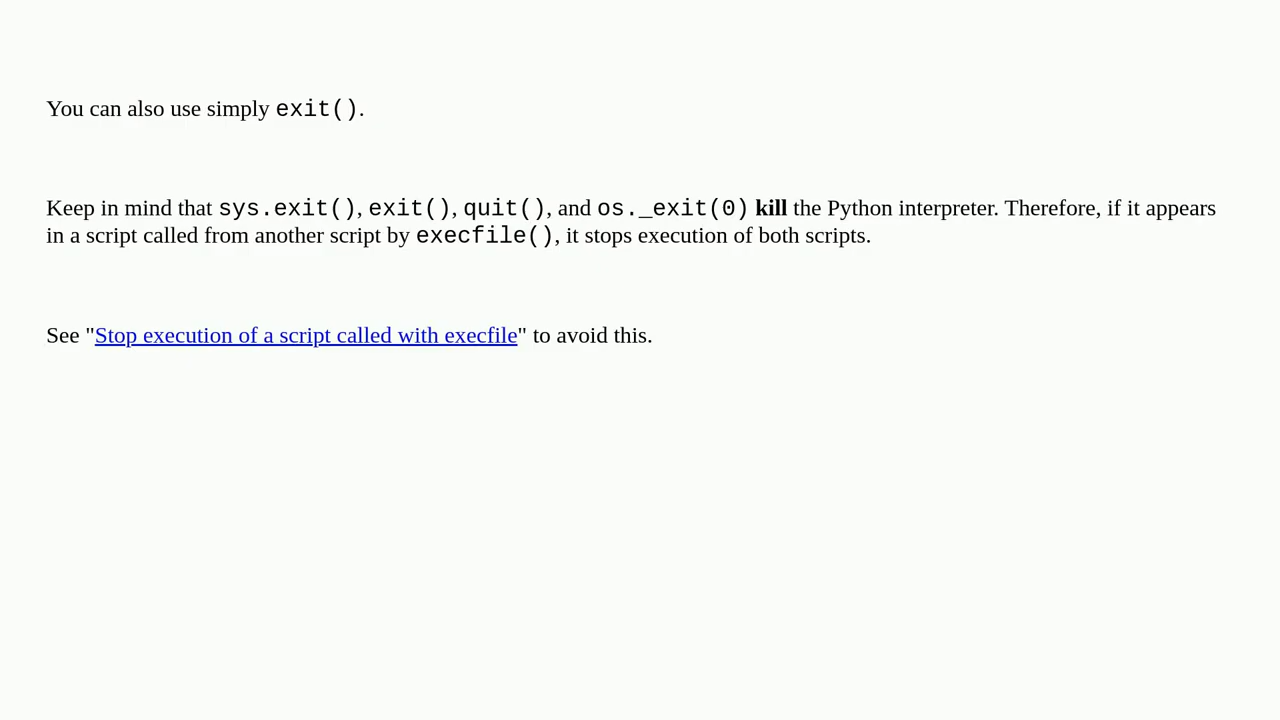 You can also use simply exit().
Keep in mind that sys.exit(), exit(), quit(), and os._exit(0) kill the Python interpreter. Therefore, if it appears
in a script called from another script by execfile(), it stops execution of both scripts.
See "Stop execution of a script called with execfile" to avoid this.